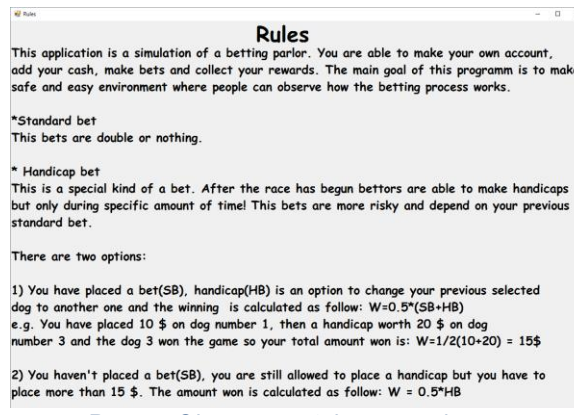 Rules
Rules
This application is a simulation of a betting parlor. You are able to make your own account,
add your cash, make bets and collect your rewards. The main goal of this programm is to mak
safe and easy environment where people can observe how the betting process works.
*Standard bet
This bets are double or nothing.
* Handicap bet
This is a special kind of a bet. After the race has begun bettors are able to make handicaps
but only during specific amount of time! This bets are more risky and depend on your previous
standard bet.
There are two options:
1) You have placed a bet(SB), handicap(HB) is an option to change your previous selected
dog to another one and the winning is calculated as follow: W=0.5*(SB+HB)
e.g. You have placed 10 $ on dog number 1, then a handicap worth 20 $ on dog
number 3 and the dog 3 won the game so your total amount won is: W=1/2(10+20) = 15$
2) You haven't placed a bet(SB), you are still allowed to place a handicap but you have to
place more than 15 $. The amount won is calculated as follow: W = 0.5*HB